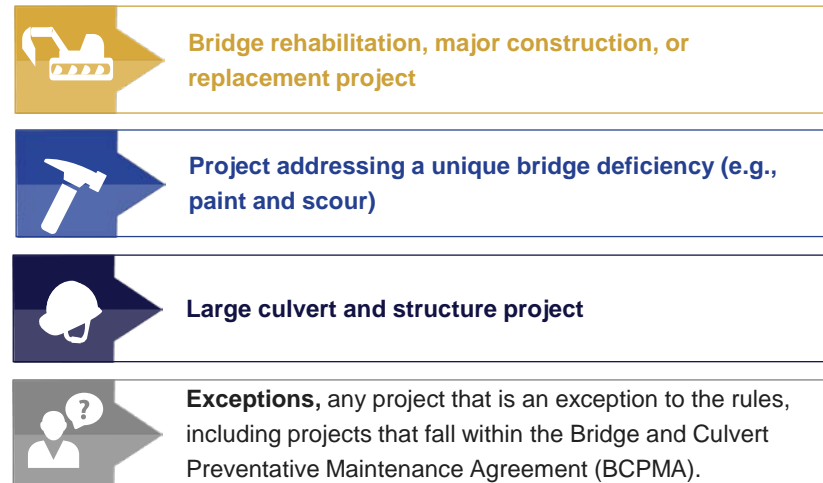 Bridge rehabilitation, major construction, or
replacement project
Project addressing a unique bridge deficiency (e.g.,
paint and scour)
Large culvert and structure project
?
Exceptions, any project that is an exception to the rules,
including projects that fall within the Bridge and Culvert
Preventative Maintenance Agreement (BCPMA).